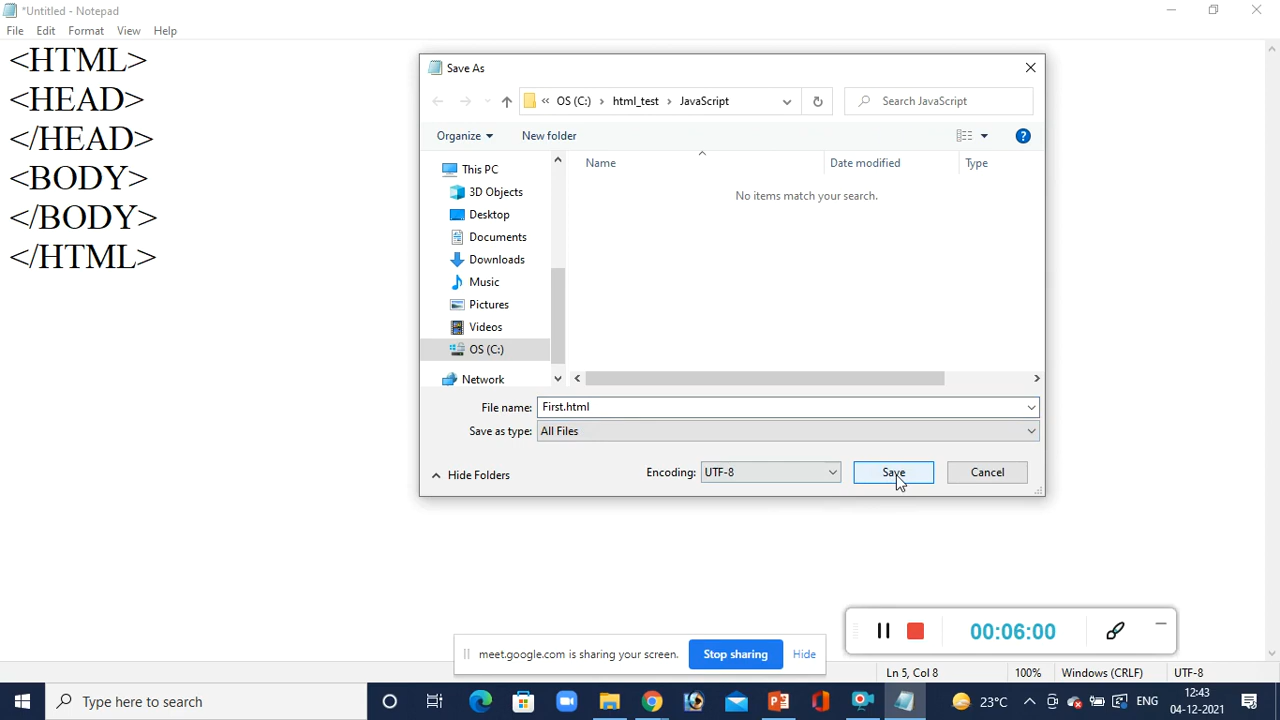 *Untitled - Notepad
File Edit Format View Help
<HTML>
<HEAD>
</HEAD>
<BODY>
</BODY>
</HTML>
Save As
« OS (C:) › html_test › JavaScript
Search JavaScript
Organize New folder
Name Date modified Type
No items match your search.
This PC
3D Objects
Desktop
Documents
Downloads
Music
Pictures
Videos
OS (C:)
Network
File name: First.html
Save as type: All Files
Hide Folders
Encoding: UTF-8
Save Cancel
00:06:00
meet.google.com is sharing your screen. Stop sharing Hide
Ln 5, Col 8 100% Windows (CRLF) UTF-8
Type here to search
23°C
ENG
12:43
04-12-2021